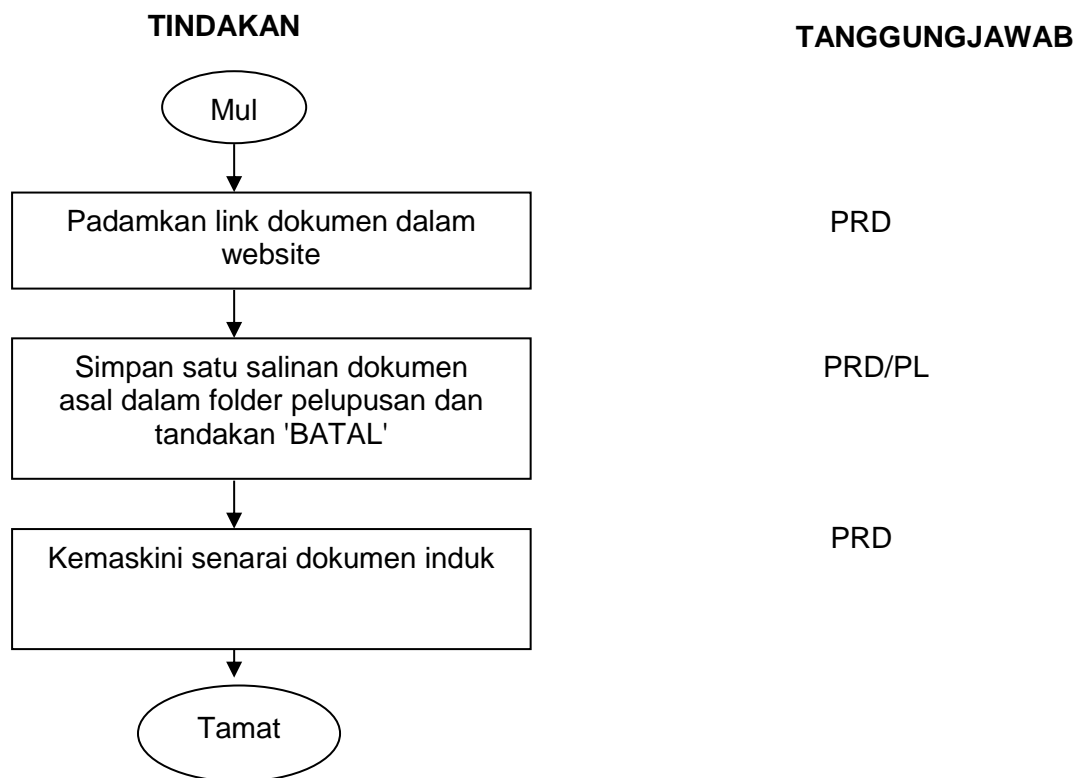 TINDAKAN
TANGGUNGJAWAB
Mul
Padamkan link dokumen dalam
website
PRD
Simpan satu salinan dokumen
asal dalam folder pelupusan dan
tandakan 'BATAL'
PRD/PL
Kemaskini senarai dokumen induk
PRD
Tamat